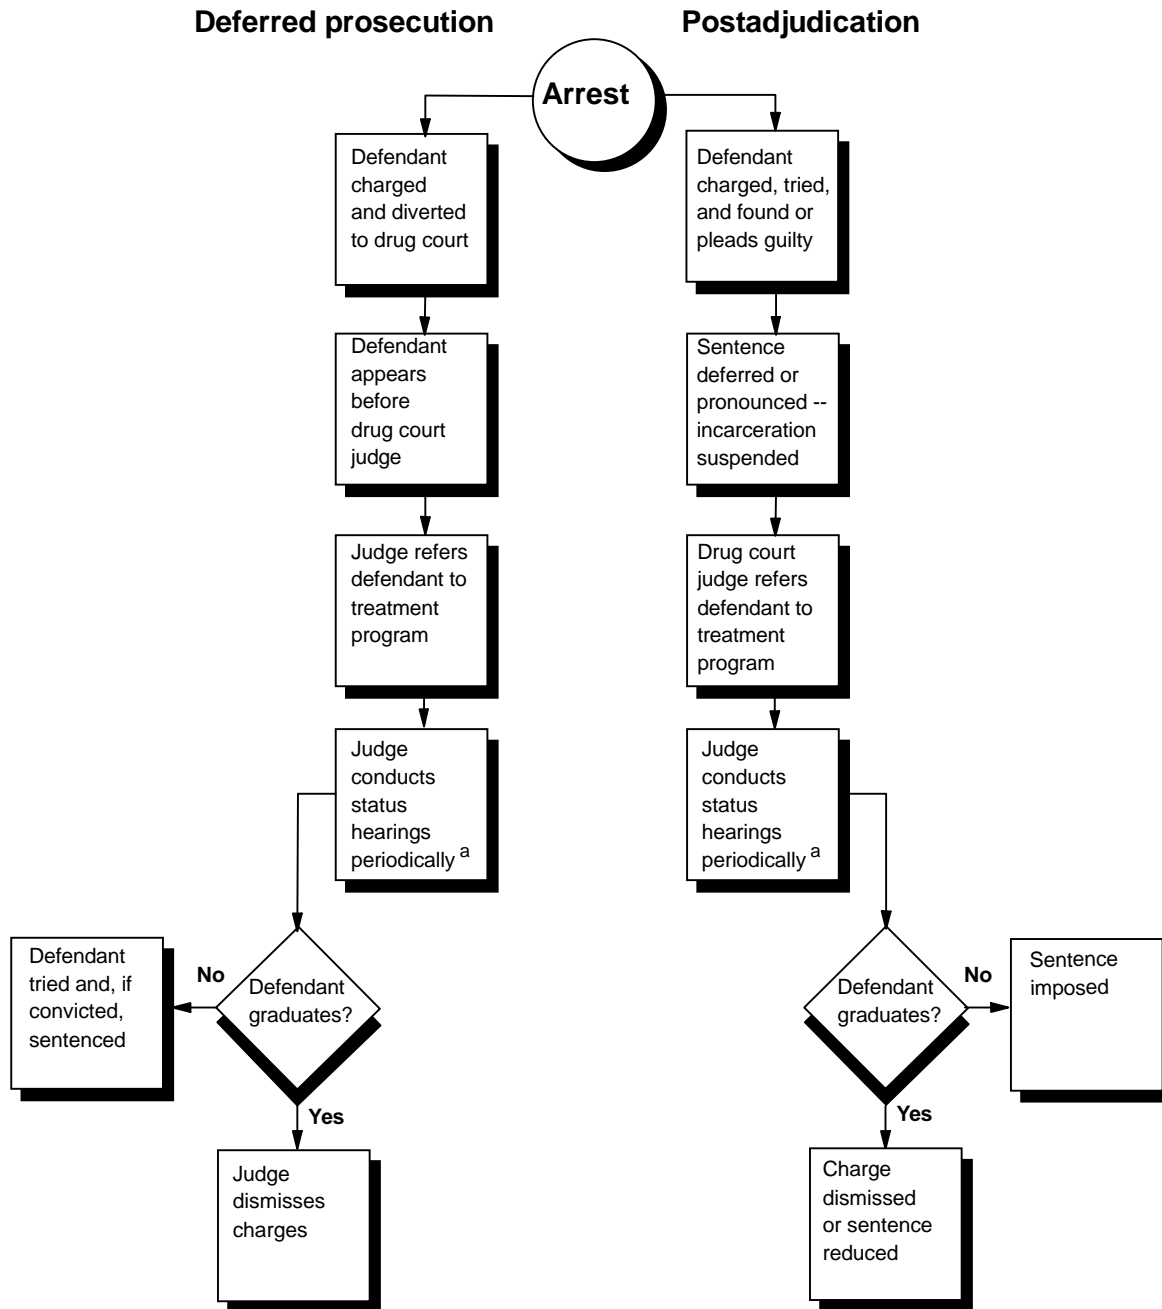 Deferred prosecution
Postadjudication
Arrest
Defendant
charged
and diverted
to drug court
Defendant
charged, tried,
and found or
pleads guilty
Defendant
appears
before
drug court
judge
Sentence
deferred or
pronounced --
incarceration
suspended
Judge refers
defendant to
treatment
program
Drug court
judge refers
defendant to
treatment
program
Judge
conducts
status
hearings
periodically a
Judge
conducts
status
hearings
periodically a
Defendant
tried and, if
convicted,
sentenced
No
Defendant
graduates?
Yes
Judge
dismisses
charges
Defendant
graduates?
No
Sentence
imposed
Yes
Charge
dismissed
or sentence
reduced